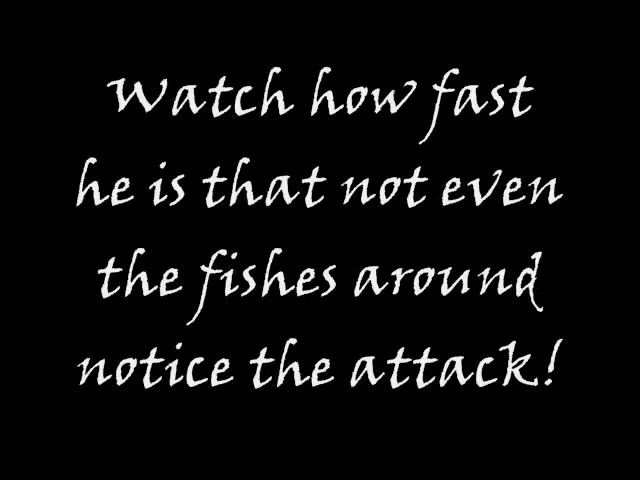 Watch how fast
he is that not even
the fishes around
notice the attack!